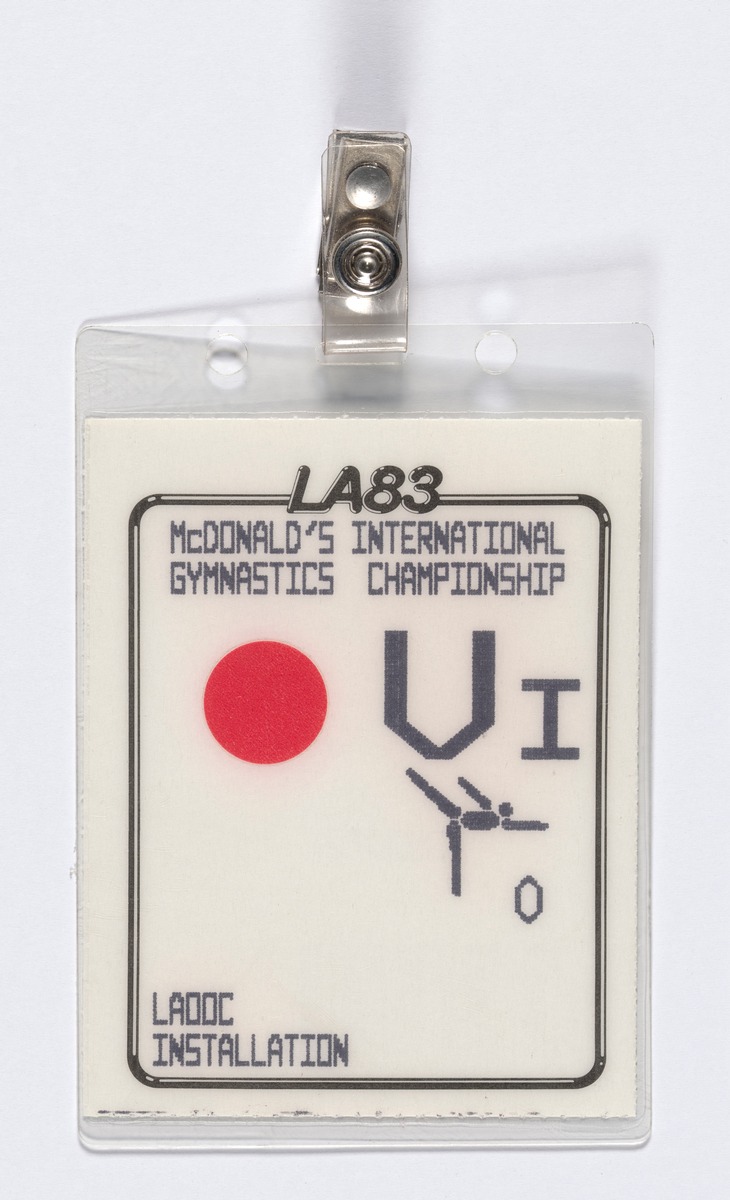 LA83
McDONALD'S INTERNATIONAL
GYMNASTICS CHAMPIONSHIP
V I
0
LAOOC
INSTALLATION